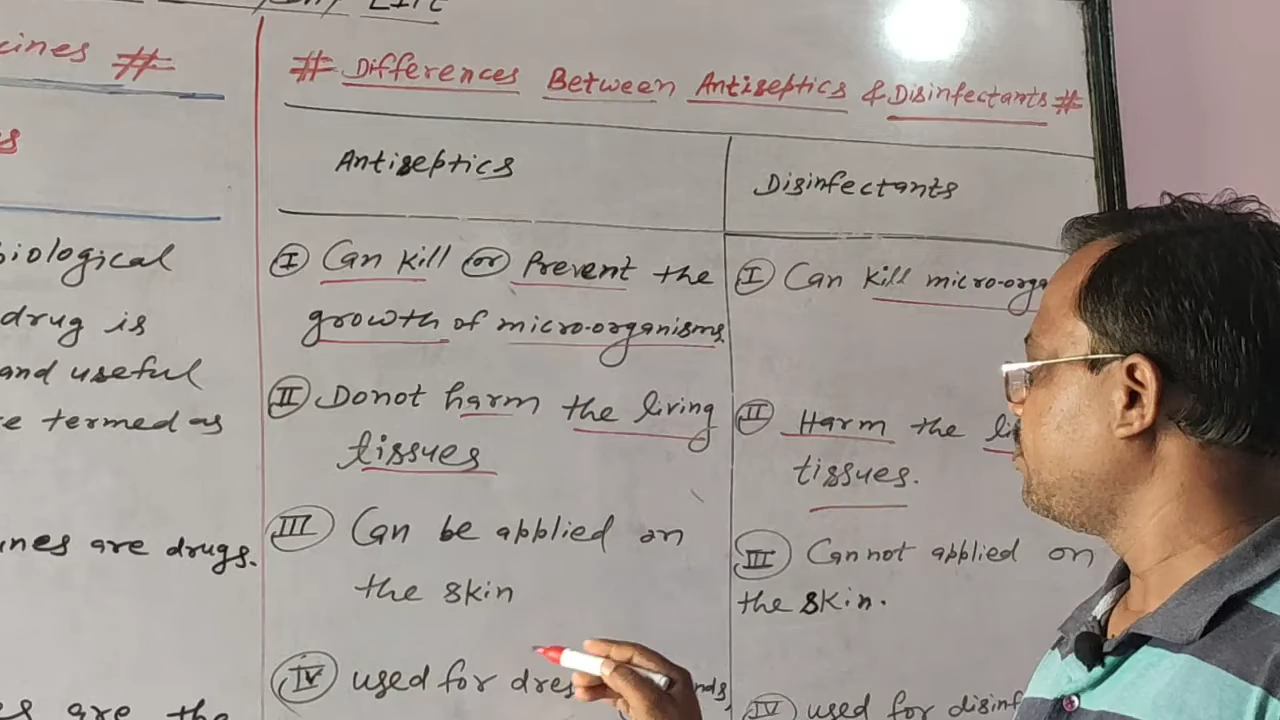 cines #
s
biological
drug is
and useful
e termed as
ines are drugs.
es are the
# Differences Between Antiseptics & Disinfectants #
Antiseptics
Disinfectants
I Can kill or Prevent the
growth of micro-organisms.
II Donot harm the living
tissues
III Can be applied on
the skin
IV used for dres
I Can kill micro-orga
II Harm the li
tissues.
III Cannot applied on
the skin.
IV used for disinf